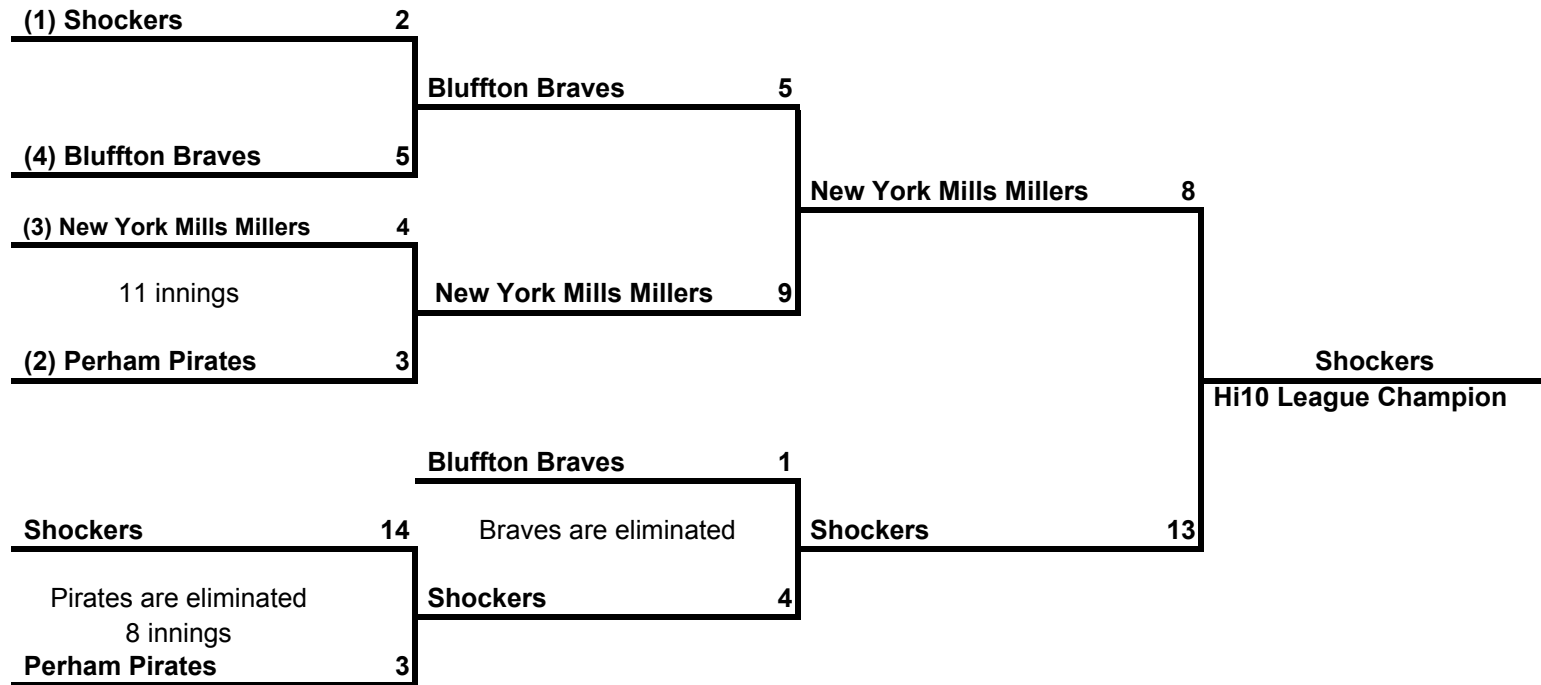 (1) Shockers 2
Bluffton Braves 5
(4) Bluffton Braves 5
New York Mills Millers 8
(3) New York Mills Millers 4
11 innings
New York Mills Millers 9
(2) Perham Pirates 3
Shockers
Hi10 League Champion
Bluffton Braves 1
Shockers 14
Braves are eliminated
Shockers 13
Pirates are eliminated
Shockers 4
8 innings
Perham Pirates 3